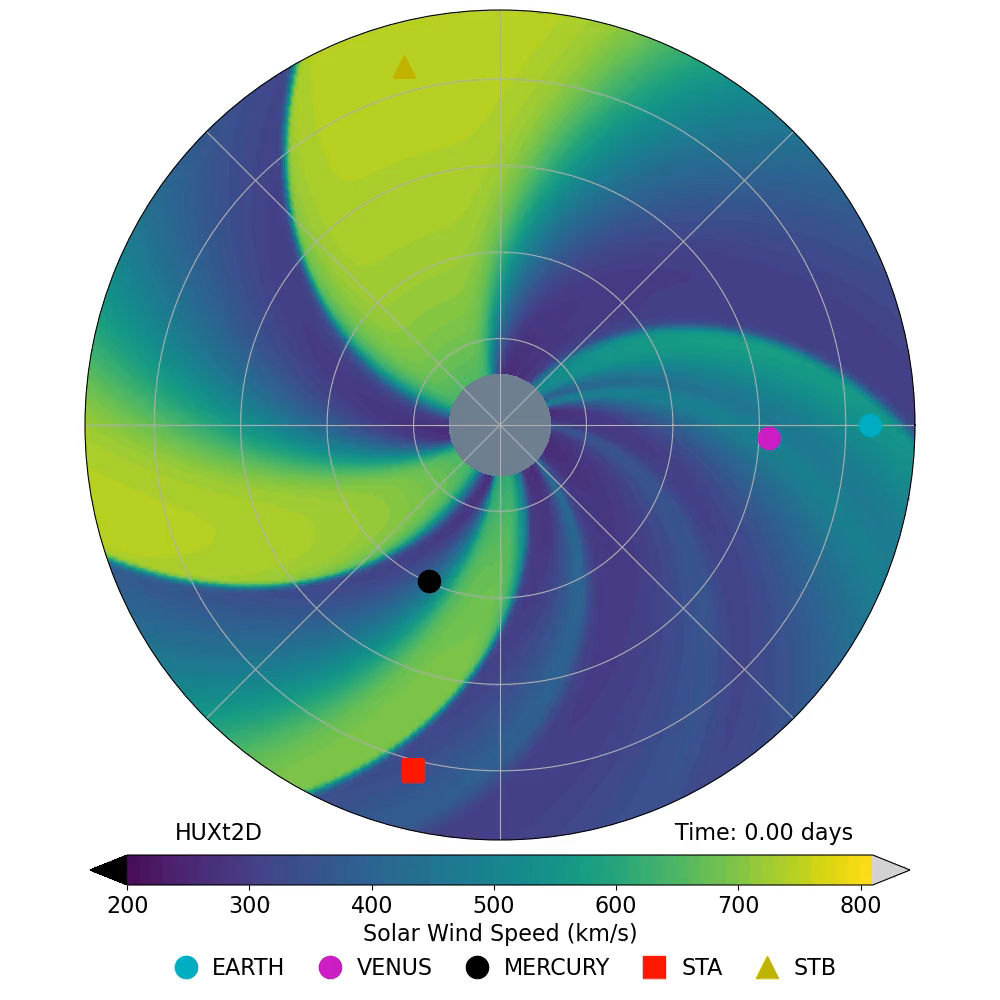 HUXt2D
Time: 0.00 days
200 300 400 500 600 700 800
Solar Wind Speed (km/s)
EARTH VENUS MERCURY STA STB